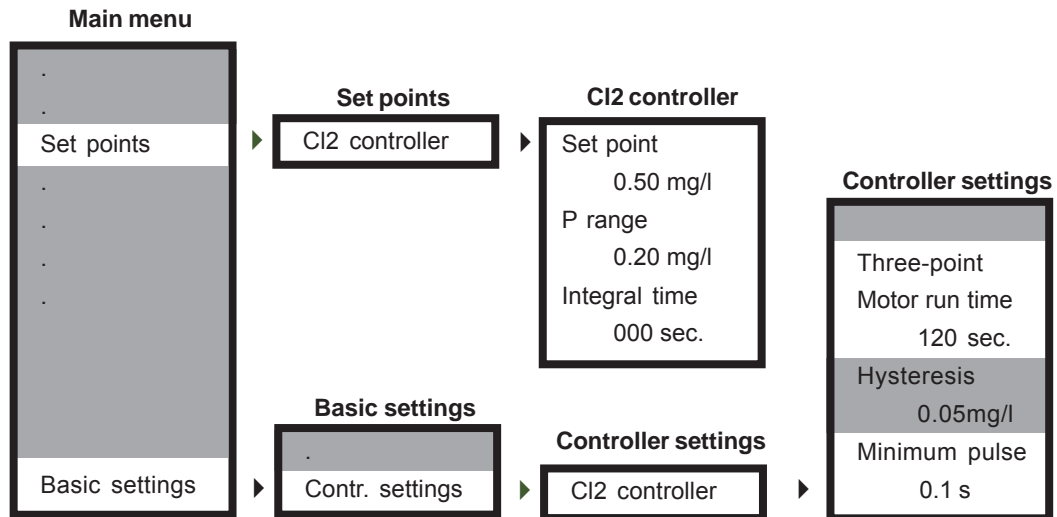 Main menu
.
.
Set points
.
.
.
.
Basic settings
Set points
Cl2 controller
Cl2 controller
Set point
0.50 mg/l
P range
0.20 mg/l
Integral time
000 sec.
Basic settings
.
Contr. settings
Controller settings
Cl2 controller
Controller settings
Three-point
Motor run time
120 sec.
Hysteresis
0.05mg/l
Minimum pulse
0.1 s